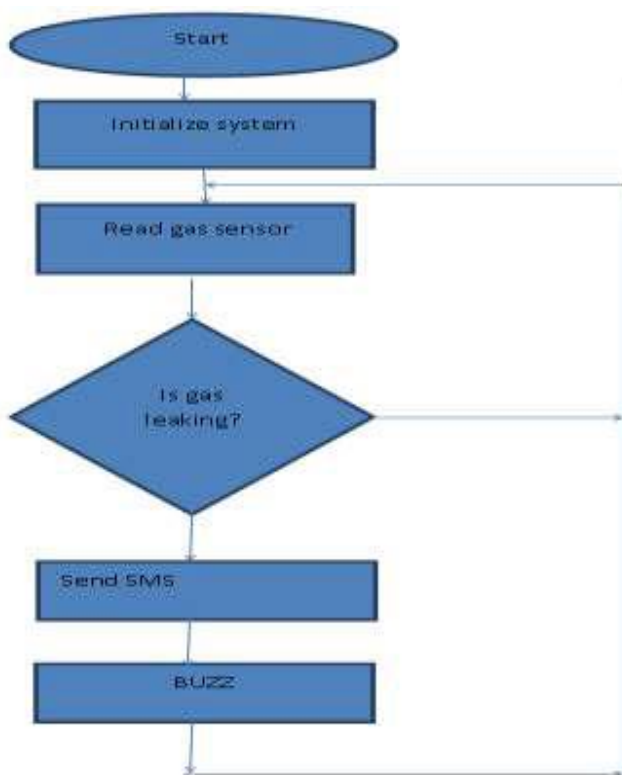 Start
Initialize system
Read gas sensor
Is gas
leaking?
Send SMS
BUZZ